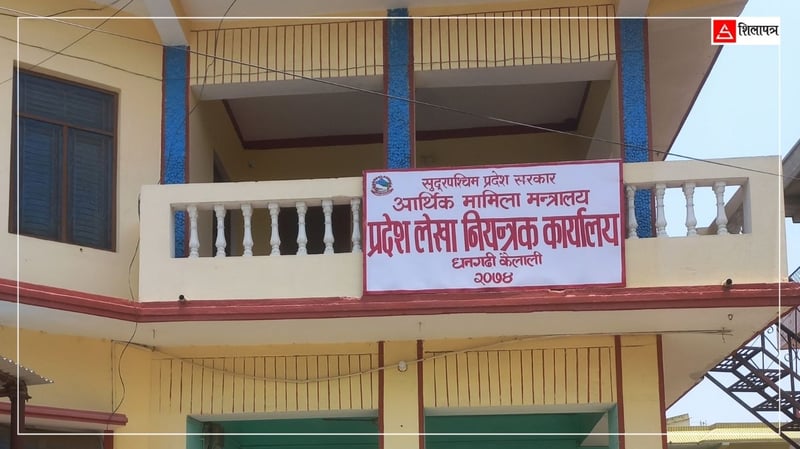 शिलापत्र
सुदूरपश्चिम प्रदेश सरकार
आर्थिक मामिला मन्त्रालय
प्रदेश लेखा नियन्त्रक कार्यालय
धनगढी कैलाली
२०७४